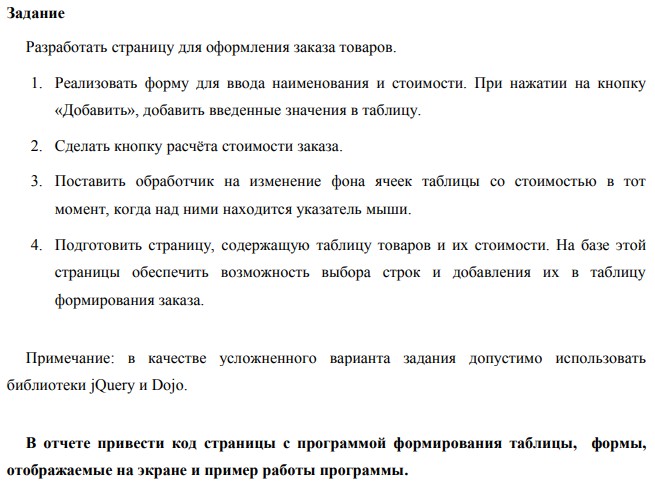 Задание
Разработать страницу для оформления заказа товаров.
1. Реализовать форму для ввода наименования и стоимости. При нажатии на кнопку
«Добавить», добавить введенные значения в таблицу.
2. Сделать кнопку расчёта стоимости заказа.
3. Поставить обработчик на изменение фона ячеек таблицы со стоимостью в тот
момент, когда над ними находится указатель мыши.
4. Подготовить страницу, содержащую таблицу товаров и их стоимости. На базе этой
страницы обеспечить возможность выбора строк и добавления их в таблицу
формирования заказа.
Примечание: в качестве усложненного варианта задания допустимо использовать
библиотеки jQuery и Dojo.
В отчете привести код страницы с программой формирования таблицы, формы,
отображаемые на экране и пример работы программы.